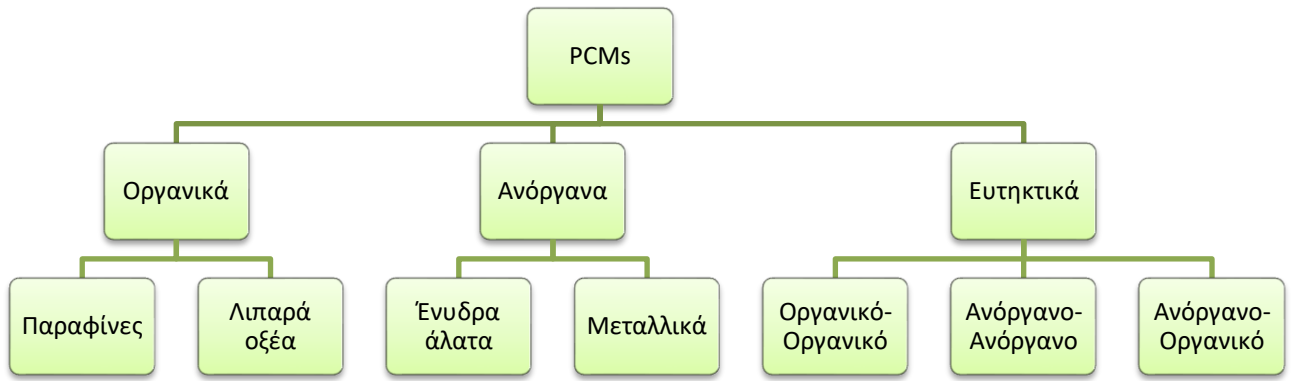 PCMs
Οργανικά
Ανόργανα
Ευτηκτικά
Παραφίνες
Λιπαρά
οξέα
Ένυδρα
άλατα
Μεταλλικά
Οργανικό-
Οργανικό
Ανόργανο-
Ανόργανο
Ανόργανο-
Οργανικό